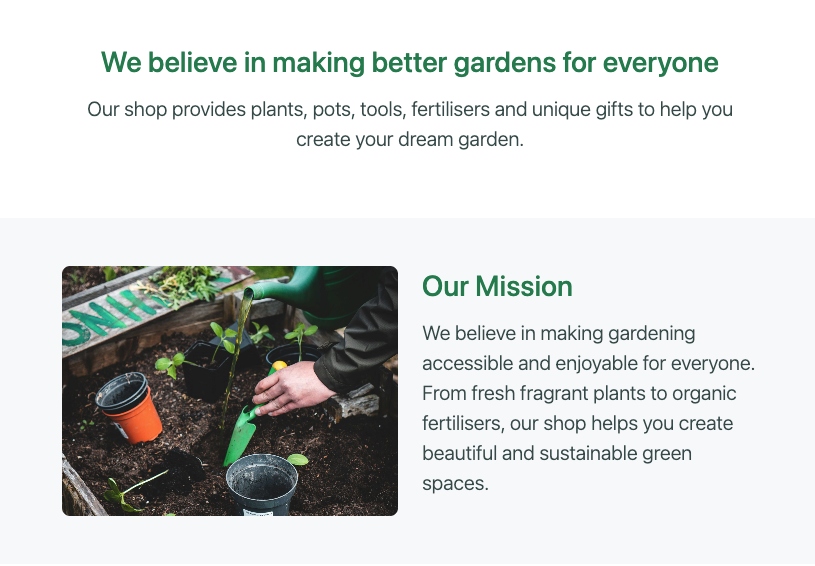 We believe in making better gardens for everyone
Our shop provides plants, pots, tools, fertilisers and unique gifts to help you
create your dream garden.
Our Mission
We believe in making gardening
accessible and enjoyable for everyone.
From fresh fragrant plants to organic
fertilisers, our shop helps you create
beautiful and sustainable green
spaces.